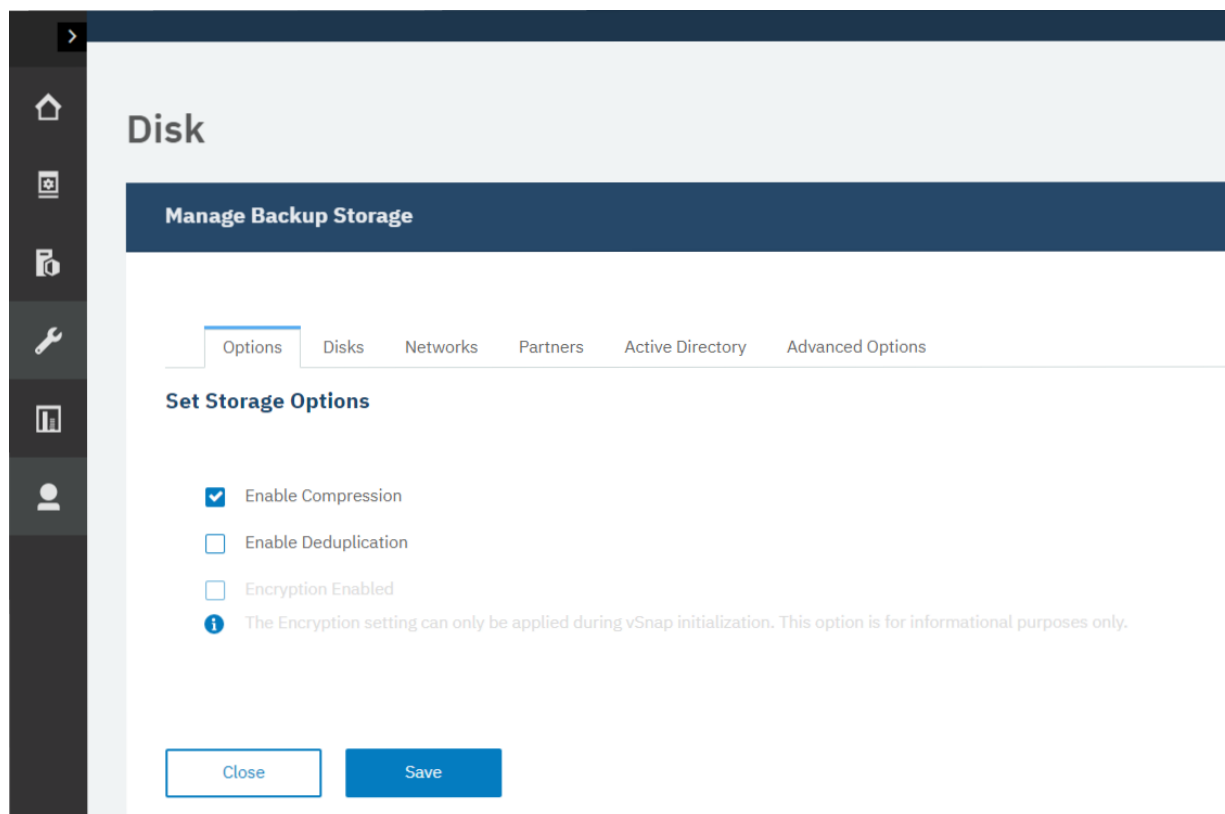 Disk
Manage Backup Storage
Options Disks Networks Partners Active Directory Advanced Options
Set Storage Options
Enable Compression
Enable Deduplication
Encryption Enabled
The Encryption setting can only be applied during vSnap initialization. This option is for informational purposes only.
Close Save